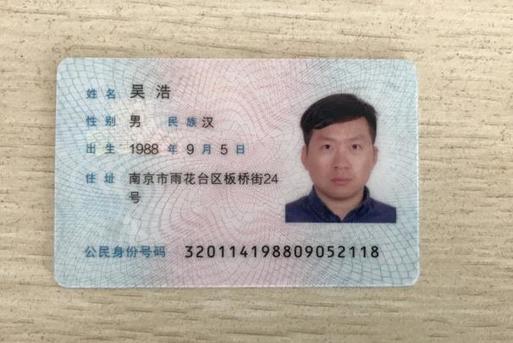 姓名 吴浩
性别 男 民族 汉
出生 1988 年 9 月 5 日
住址 南京市雨花台区板桥街24
号
公民身份号码 320114198809052118